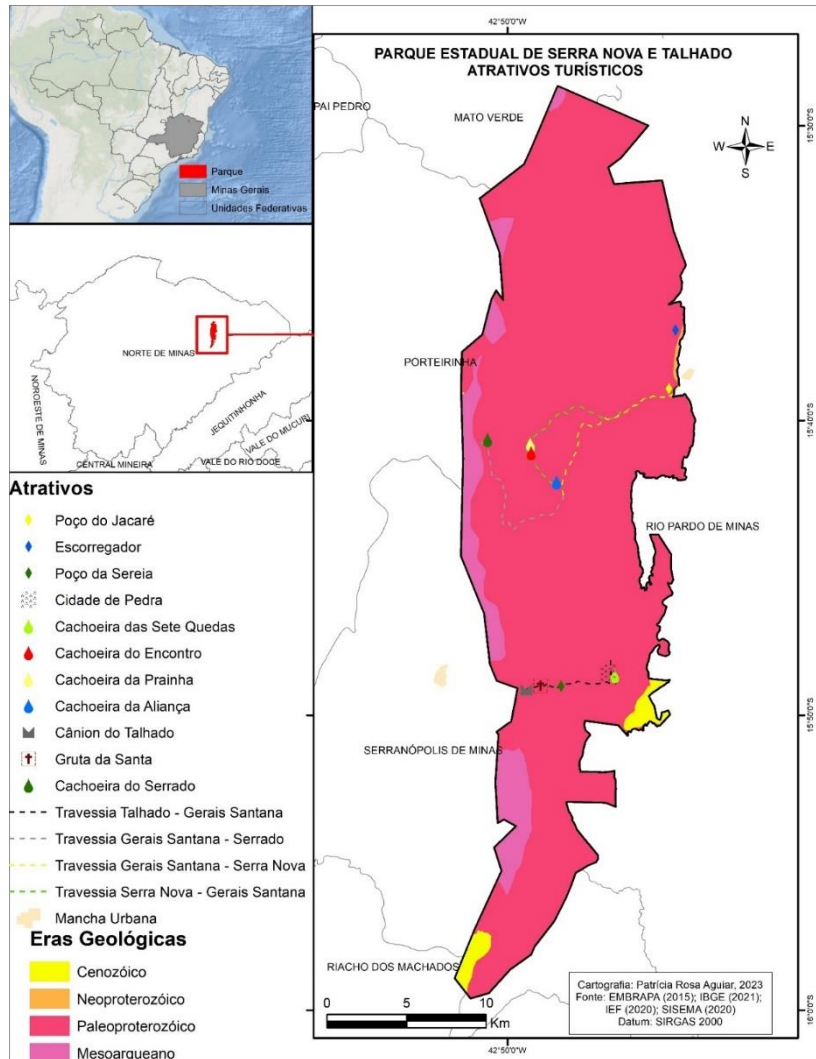 42°50'0"W
PARQUE ESTADUAL DE SERRA NOVA E TALHADO
ATRATIVOS TURÍSTICOS
PAI PEDRO
MATO VERDE
15°30'0"S
N
W
E
S
Parque
Minas Gerais
Unidades Federativas
NORTE DE MINAS
NOROESTE DE MINAS
JEQUITINHONHA
VALE DO MUCURI
CENTRAL MINEIRA
VALE DO RIO DOCE
PORTEIRINHA
15°40'0"S
RIO PARDO DE MINAS
Atrativos
Poço do Jacaré
Escorregador
Poço da Sereia
Cidade de Pedra
Cachoeira das Sete Quedas
Cachoeira do Encontro
Cachoeira da Prainha
Cachoeira da Aliança
Cânion do Talhado
Gruta da Santa
Cachoeira do Serrado
Travessia Talhado - Gerais Santana
Travessia Gerais Santana - Serrado
Travessia Gerais Santana - Serra Nova
Travessia Serra Nova - Gerais Santana
Mancha Urbana
Eras Geológicas
Cenozóico
Neoproterozóico
Paleoproterozóico
Mesoarqueano
15°50'0"S
SERRANÓPOLIS DE MINAS
RIACHO DOS MACHADOS
0 5 10
Km
Cartografia: Patrícia Rosa Aguiar, 2023
Fonte: EMBRAPA (2015); IBGE (2021);
IEF (2020); SISEMA (2020)
Datum: SIRGAS 2000
16°0'0"S
42°50'0"W